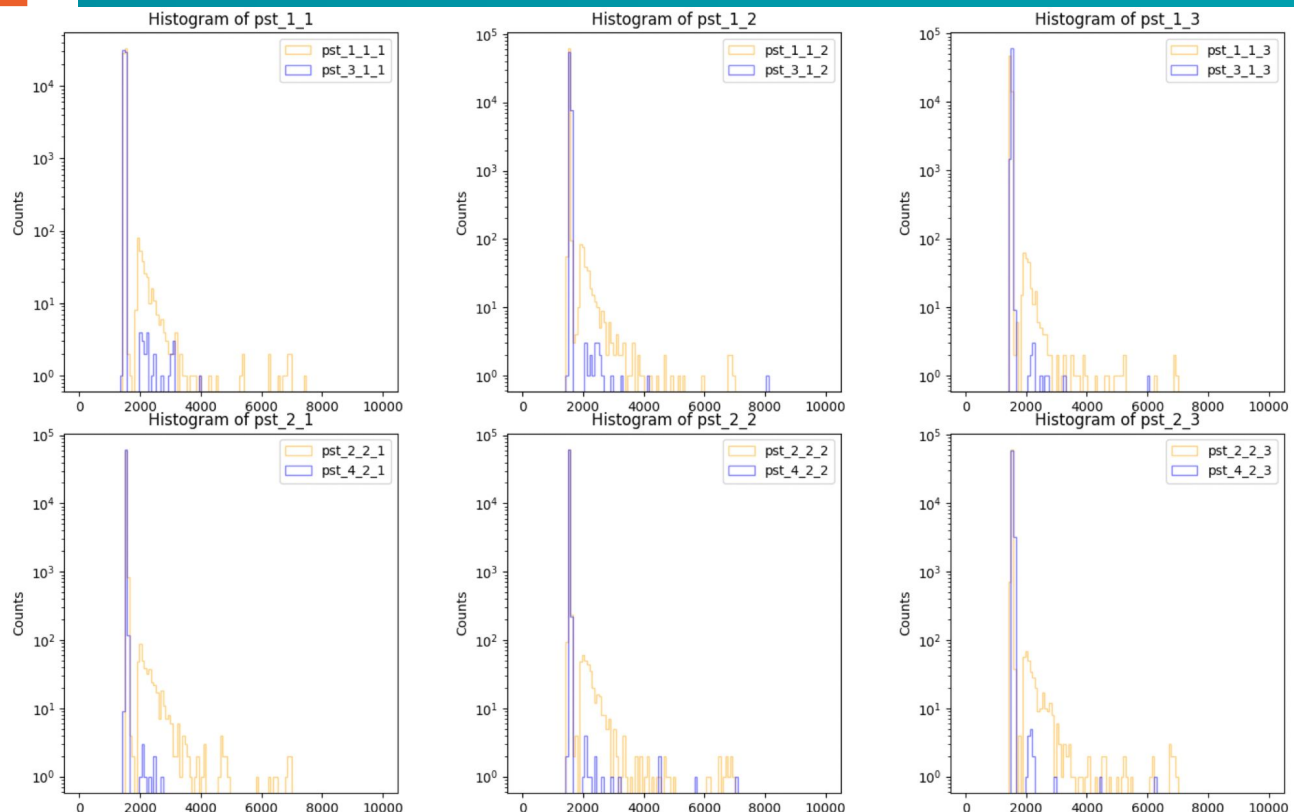 Histogram of pst_1_1
pst_1_1_1
pst_3_1_1
Counts
10⁴
10³
10²
10¹
10⁰
0 2000 4000 6000 8000 10000
Histogram of pst_1_2
pst_1_1_2
pst_3_1_2
Counts
10⁵
10⁴
10³
10²
10¹
10⁰
0 2000 4000 6000 8000 10000
Histogram of pst_1_3
pst_1_1_3
pst_3_1_3
Counts
10⁵
10⁴
10³
10²
10¹
10⁰
0 2000 4000 6000 8000 10000
Histogram of pst_2_1
pst_2_2_1
pst_4_2_1
Counts
10⁵
10⁴
10³
10²
10¹
10⁰
0 2000 4000 6000 8000 10000
Histogram of pst_2_2
pst_2_2_2
pst_4_2_2
Counts
10⁵
10⁴
10³
10²
10¹
10⁰
0 2000 4000 6000 8000 10000
Histogram of pst_2_3
pst_2_2_3
pst_4_2_3
Counts
10⁵
10⁴
10³
10²
10¹
10⁰
0 2000 4000 6000 8000 10000